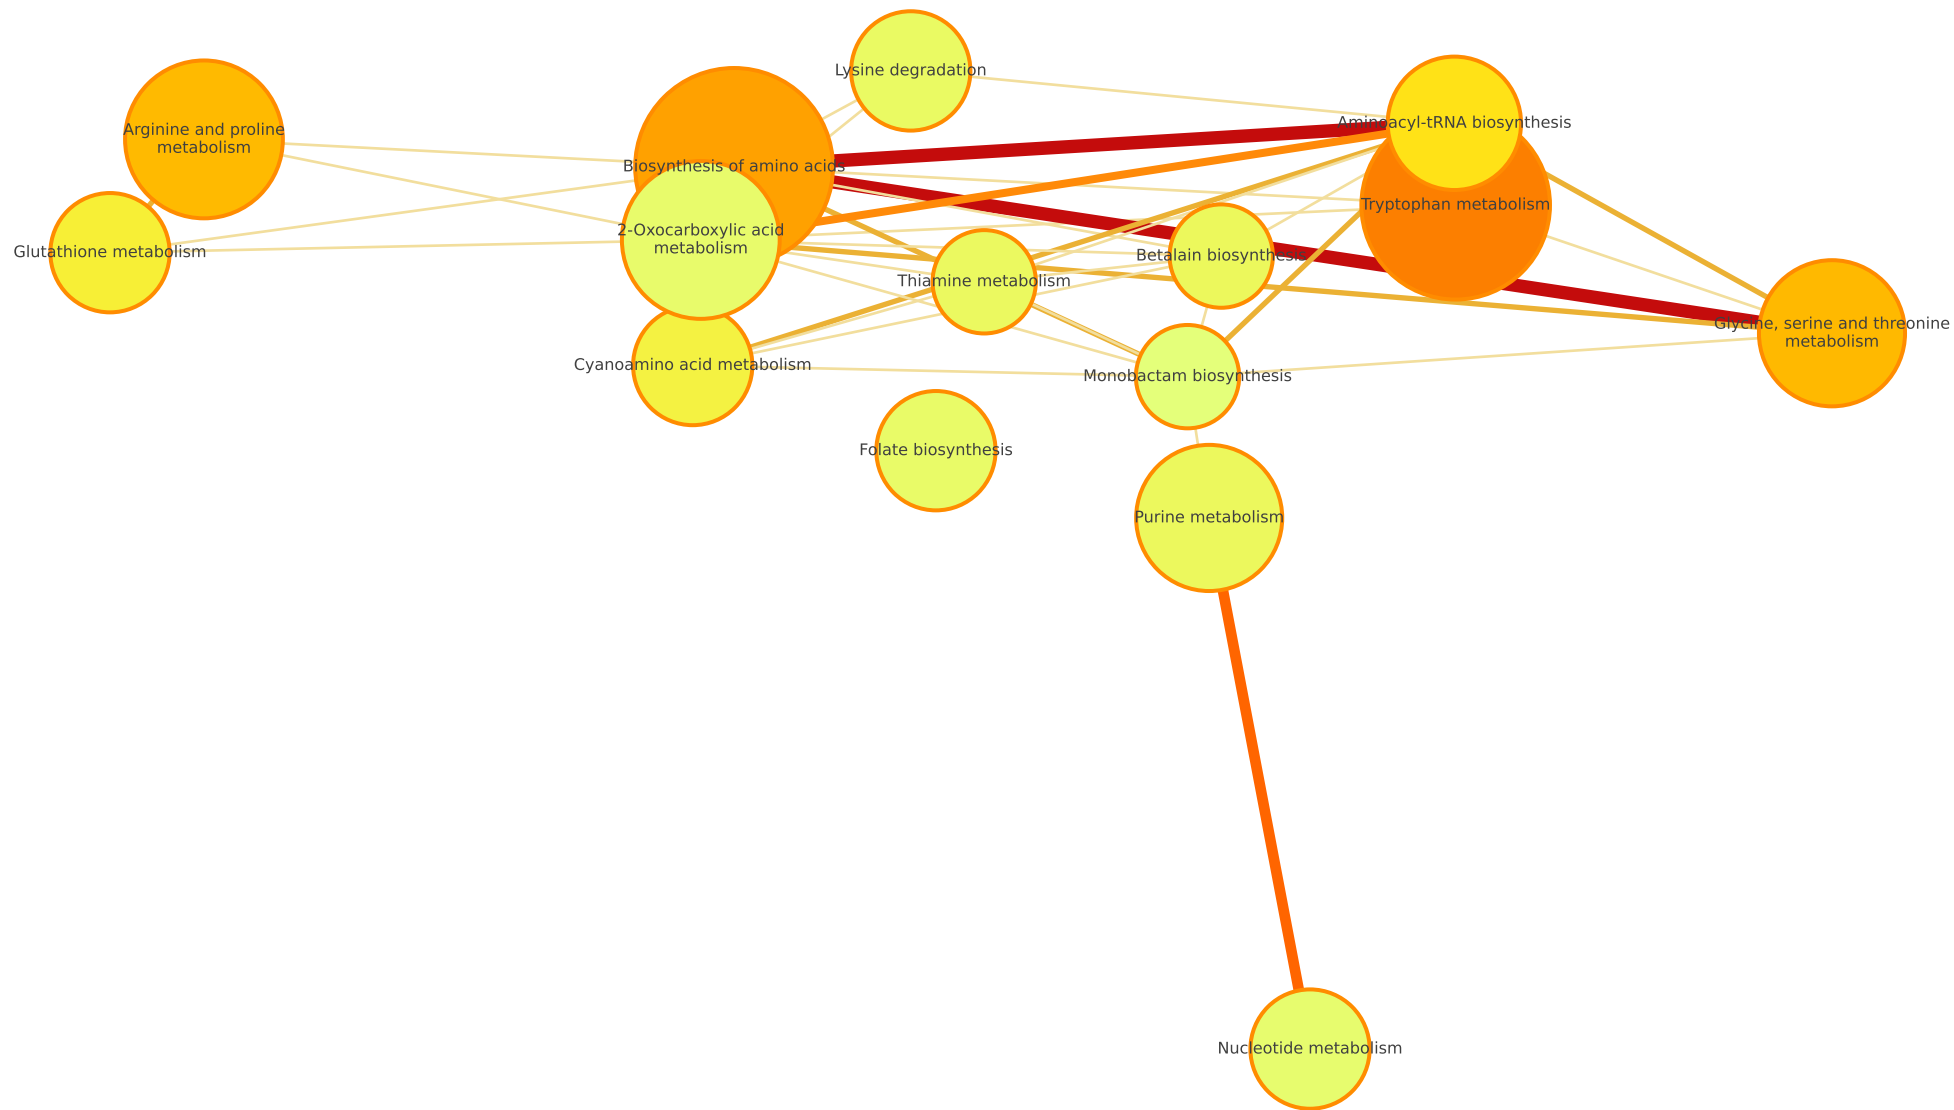 Lysine degradation
Aminoacyl-tRNA biosynthesis
Arginine and proline
metabolism
Biosynthesis of amino acids
Tryptophan metabolism
2-Oxocarboxylic acid
metabolism
Glutathione metabolism
Betalain biosynthesis
Thiamine metabolism
Glycine, serine and threonine
metabolism
Cyanoamino acid metabolism
Monobactam biosynthesis
Folate biosynthesis
Purine metabolism
Nucleotide metabolism